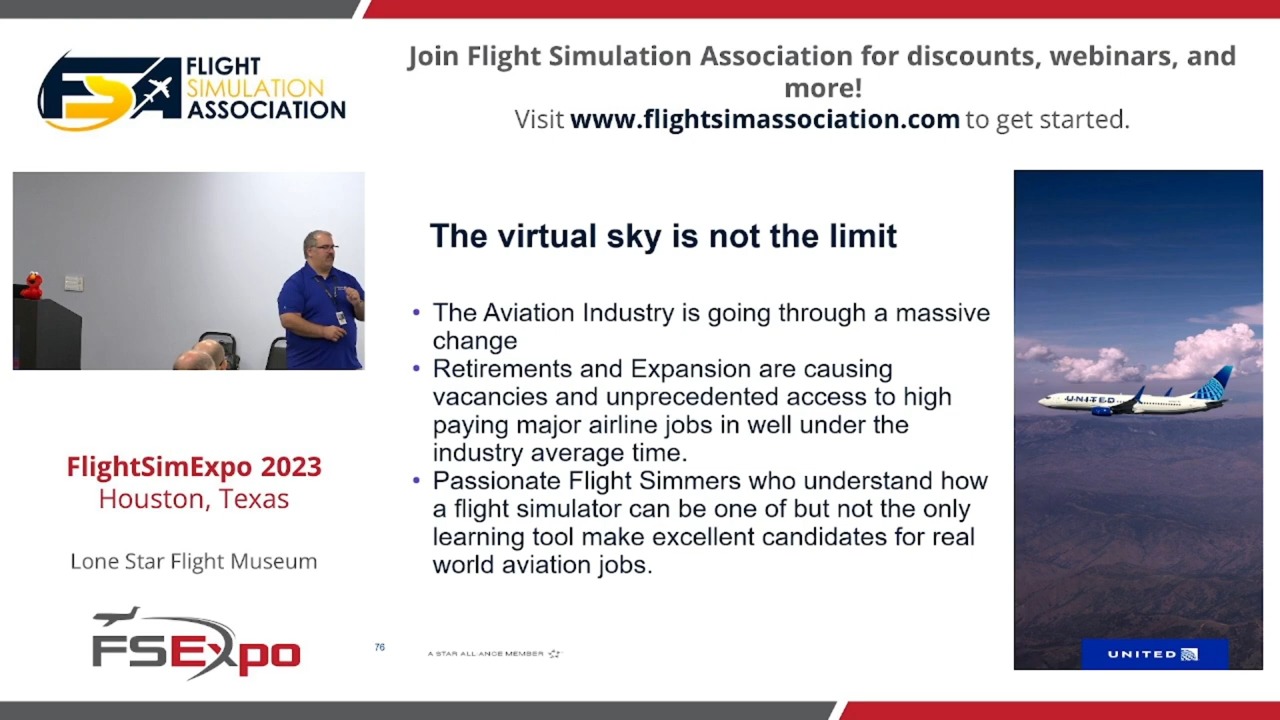 Join Flight Simulation Association for discounts, webinars, and
more!
Visit www.flightsimassociation.com to get started.
FLIGHT
SIMULATION
ASSOCIATION
The virtual sky is not the limit
• The Aviation Industry is going through a massive
change
• Retirements and Expansion are causing
vacancies and unprecedented access to high
paying major airline jobs in well under the
industry average time.
• Passionate Flight Simmers who understand how
a flight simulator can be one of but not the only
learning tool make excellent candidates for real
world aviation jobs.
UNITED
FlightSimExpo 2023
Houston, Texas
Lone Star Flight Museum
FSExpo
76
A STAR ALLIANCE MEMBER
UNITED